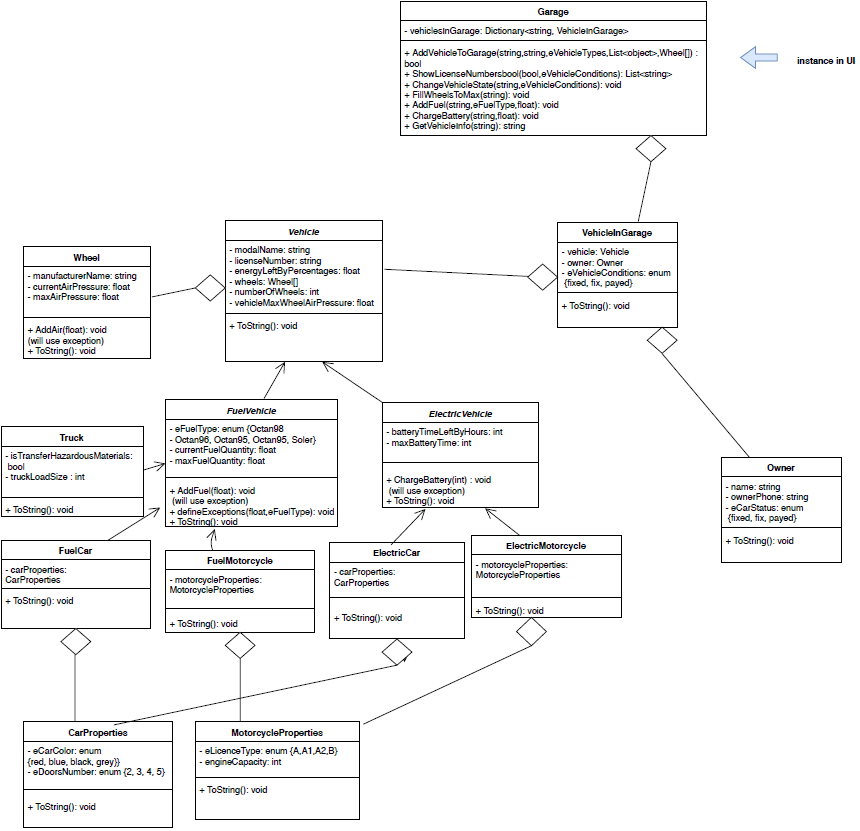 Garage
- vehiclesInGarage: Dictionary<string, VehicleInGarage>
+ AddVehicleToGarage(string,string,eVehicleTypes,List<object>,Wheel[]) :
bool
+ ShowLicenseNumbersbool(bool,eVehicleConditions): List<string>
+ ChangeVehicleState(string,eVehicleConditions): void
+ FillWheelsToMax(string): void
+ AddFuel(string,eFuelType,float): void
+ ChargeBattery(string,float): void
+ GetVehicleInfo(string): string
instance in UI
Wheel
- manufacturerName: string
- currentAirPressure: float
- maxAirPressure: float
+ AddAir(float): void
(will use exception)
+ ToString(): void
Vehicle
- modalName: string
- licenseNumber: string
- energyLeftByPercentages: float
- wheels: Wheel[]
- numberOfWheels: int
- vehicleMaxWheelAirPressure: float
+ ToString(): void
VehicleInGarage
- vehicle: Vehicle
- owner: Owner
- eVehicleConditions: enum
{fixed, fix, payed}
+ ToString(): void
Truck
- isTransferHazardousMaterials:
bool
- truckLoadSize : int
+ ToString(): void
FuelVehicle
- eFuelType: enum {Octan98
- Octan96, Octan95, Octan95, Soler}
- currentFuelQuantity: float
- maxFuelQuantity: float
+ AddFuel(float): void
(will use exception)
+ defineExceptions(float,eFuelType): void
+ ToString(): void
ElectricVehicle
- batteryTimeLeftByHours: int
- maxBatteryTime: int
+ ChargeBattery(int) : void
(will use exception)
+ ToString(): void
Owner
- name: string
- ownerPhone: string
- eCarStatus: enum
{fixed, fix, payed}
+ ToString(): void
FuelCar
- carProperties:
CarProperties
+ ToString(): void
FuelMotorcycle
- motorcycleProperties:
MotorcycleProperties
+ ToString(): void
ElectricCar
- carProperties:
CarProperties
+ ToString(): void
ElectricMotorcycle
- motorcycleProperties:
MotorcycleProperties
+ ToString(): void
CarProperties
- eCarColor: enum
{red, blue, black, grey}}
- eDoorsNumber: enum {2, 3, 4, 5}
+ ToString(): void
MotorcycleProperties
- eLicenceType: enum {A,A1,A2,B}
- engineCapacity: int
+ ToString(): void